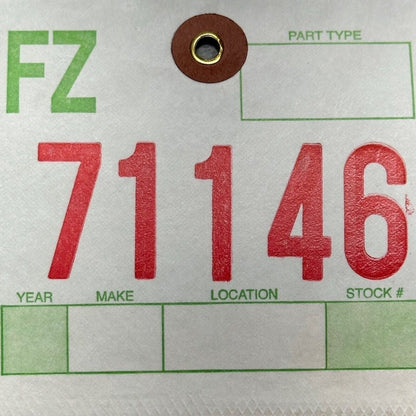 FZ
PART TYPE
71146
YEAR MAKE LOCATION STOCK #